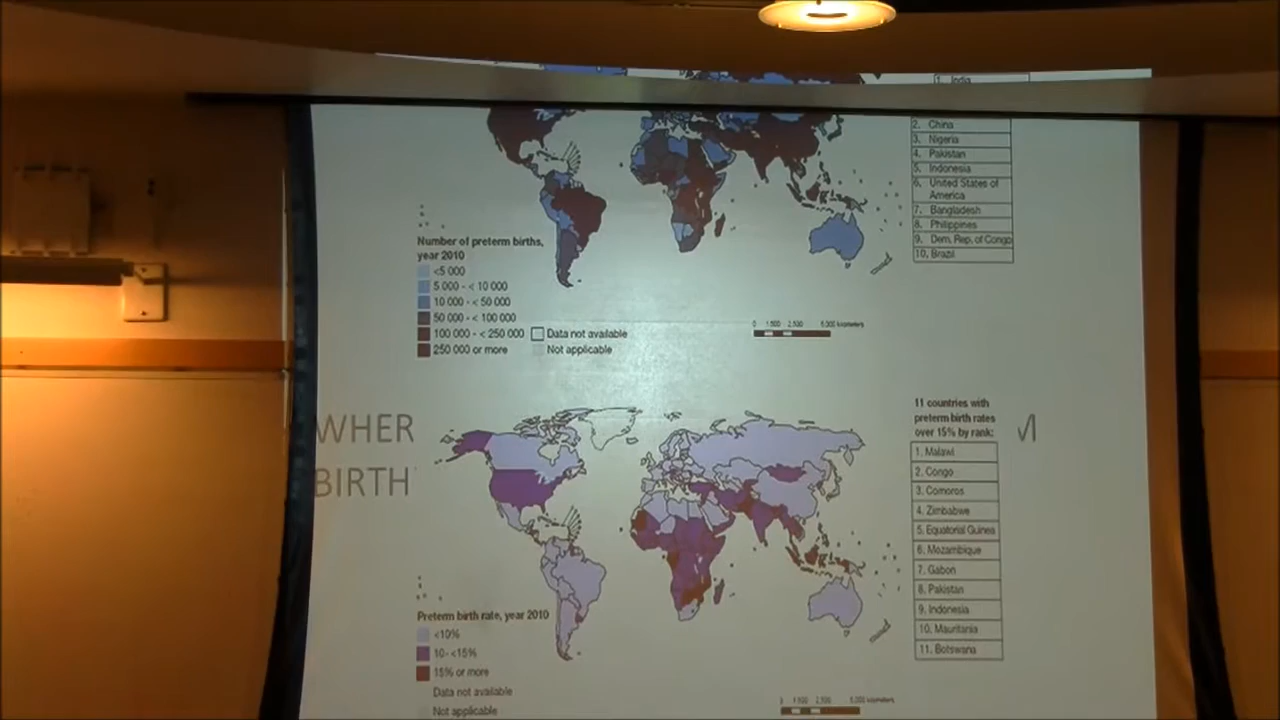 1. India
2. China
3. Nigeria
4. Pakistan
5. Indonesia
6. United States of
America
7. Bangladesh
8. Philippines
9. Dem. Rep. of Congo
10. Brazil
Number of preterm births,
year 2010
<5 000
5 000 - < 10 000
10 000 - < 50 000
50 000 - < 100 000
100 000 - < 250 000
250 000 or more
Data not available
Not applicable
0 1 500 2,500 5,000 kilometers
WHER
BIRTH
M
11 countries with
preterm birth rates
over 15% by rank:
1. Malawi
2. Congo
3. Comoros
4. Zimbabwe
5. Equatorial Guinea
6. Mozambique
7. Gabon
8. Pakistan
9. Indonesia
10. Mauritania
11. Botswana
Preterm birth rate, year 2010
<10%
10- <15%
15% or more
Data not available
Not applicable
0 1 500 2,500 5,000 kilometers